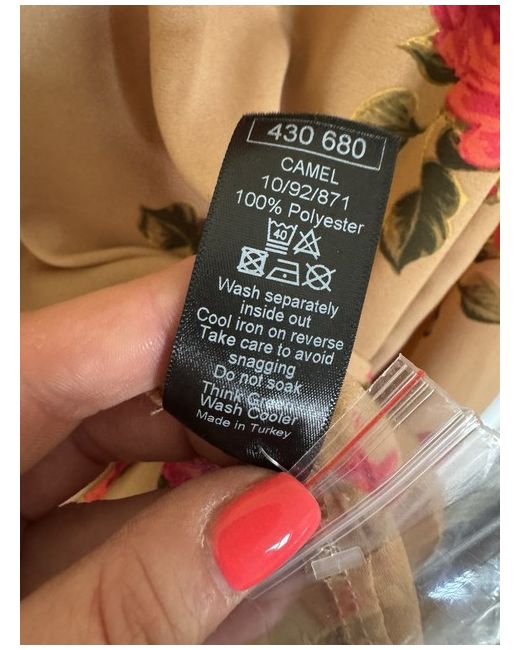 430 680
CAMEL
10/92/871
100% Polyester
40
Wash separately
inside out
Cool iron on reverse
Take care to avoid
snagging
Do not soak
Think Green
Wash Cooler
Made in Turkey